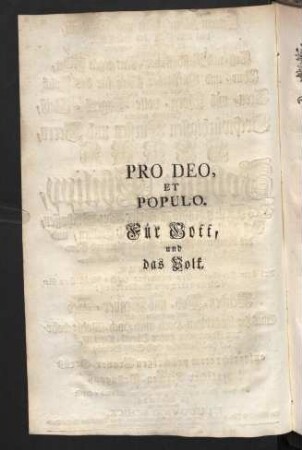 PRO DEO,
ET
POPULO.
Für Gott,
und
das Volk.